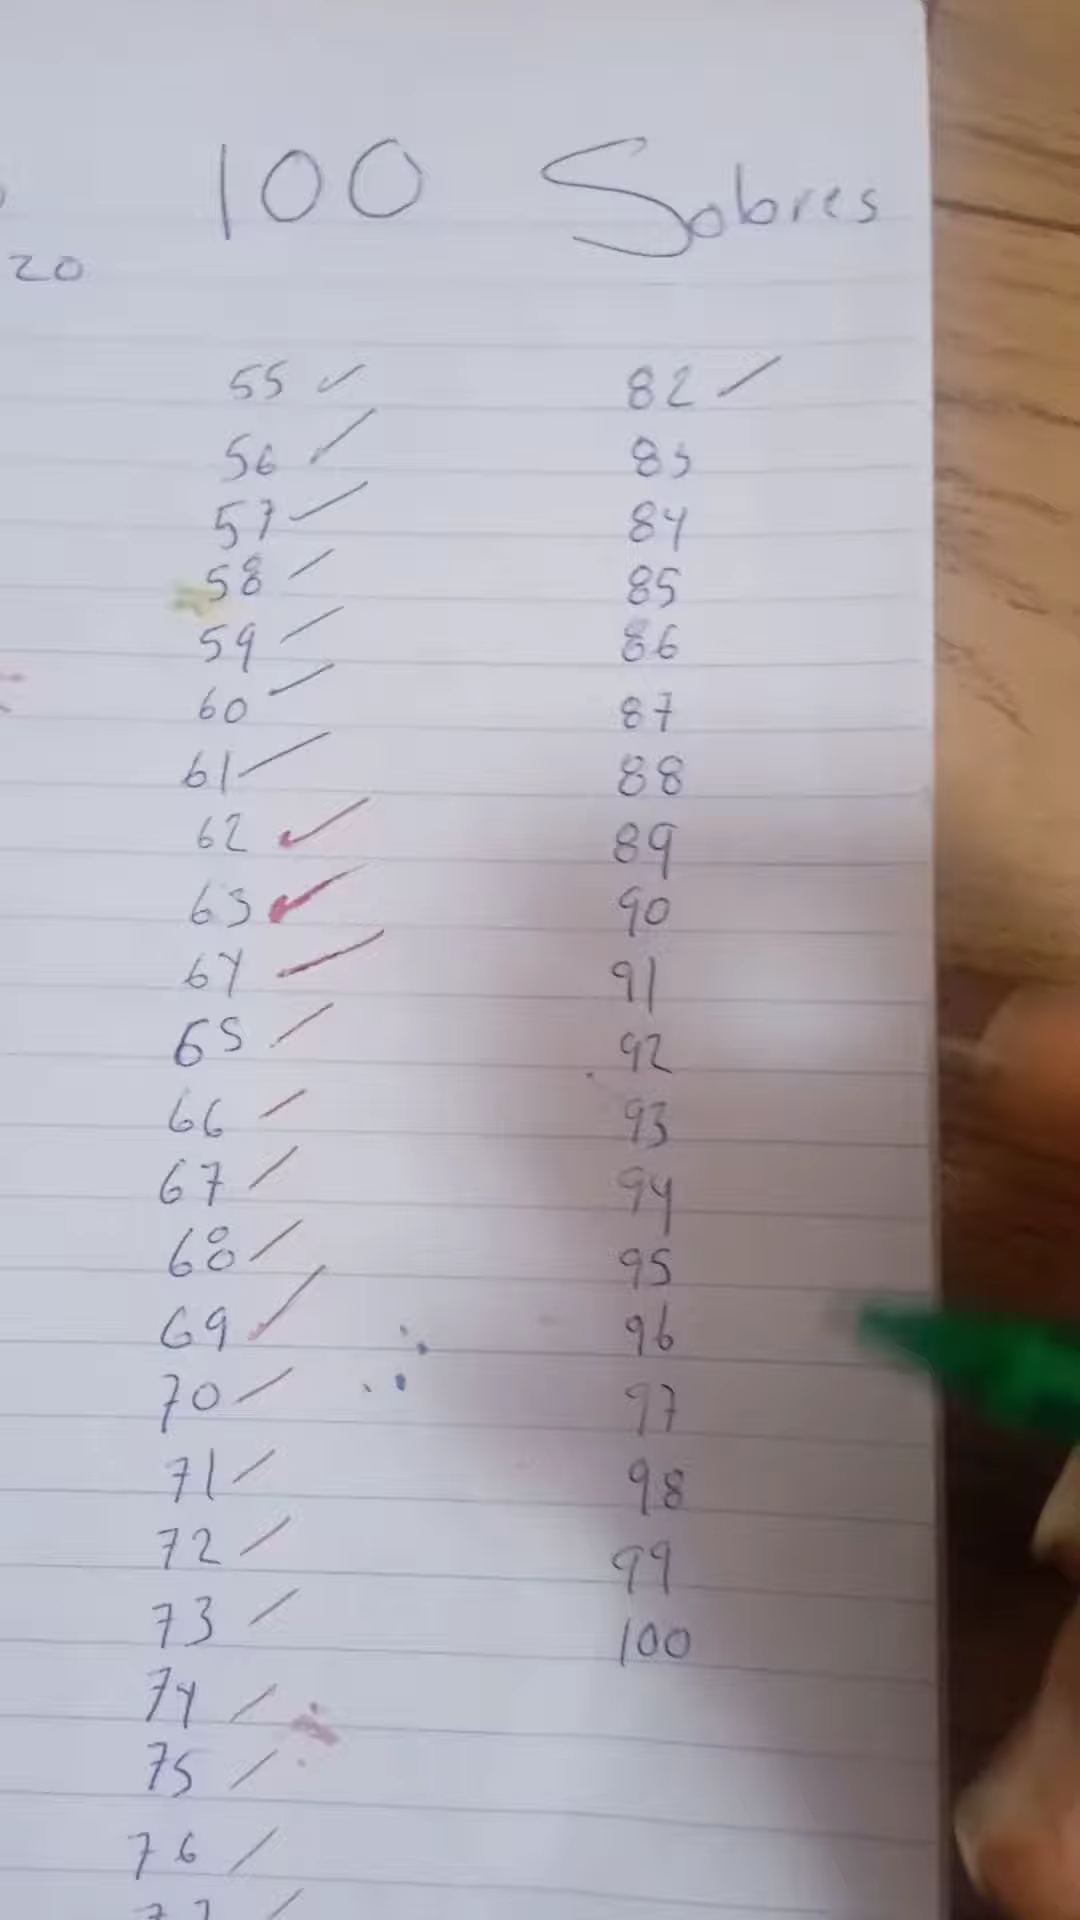 100 Sobres
20
55 ✓ 82 ✓
56 ✓ 83
57 ✓ 84
58 ✓ 85
59 ✓ 86
60 ✓ 87
61 ✓ 88
62 ✓ 89
63 ✓ 90
64 ✓ 91
65 ✓ 92
66 ✓ 93
67 ✓ 94
68 ✓ 95
69 ✓ 96
70 ✓ 97
71 ✓ 98
72 ✓ 99
73 ✓ 100
74 ✓
75 ✓
76 ✓